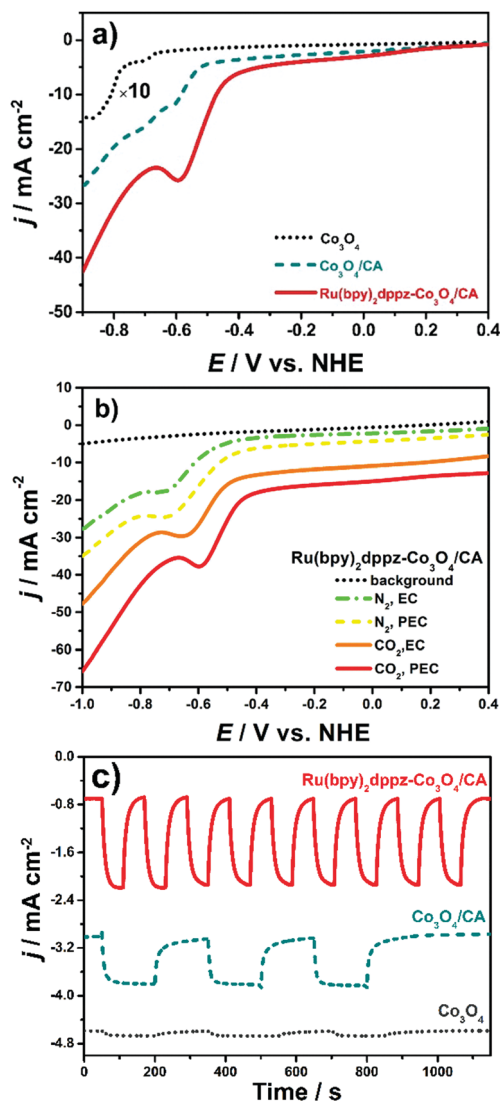 a)
0
-10
-20
-30
-40
-50
j / mA cm-2
×10
Co3O4
Co3O4/CA
Ru(bpy)2dppz-Co3O4/CA
-0.8 -0.6 -0.4 -0.2 0.0 0.2 0.4
E / V vs. NHE
b)
10
0
-10
-20
-30
-40
-50
-60
-70
j / mA cm-2
Ru(bpy)2dppz-Co3O4/CA
background
N2, EC
N2, PEC
CO2,EC
CO2, PEC
-1.0 -0.8 -0.6 -0.4 -0.2 0.0 0.2 0.4
E / V vs. NHE
c)
0.0
-0.8
-1.6
-2.4
-3.2
-4.0
-4.8
j / mA cm-2
Ru(bpy)2dppz-Co3O4/CA
Co3O4/CA
Co3O4
0 200 400 600 800 1000
Time / s